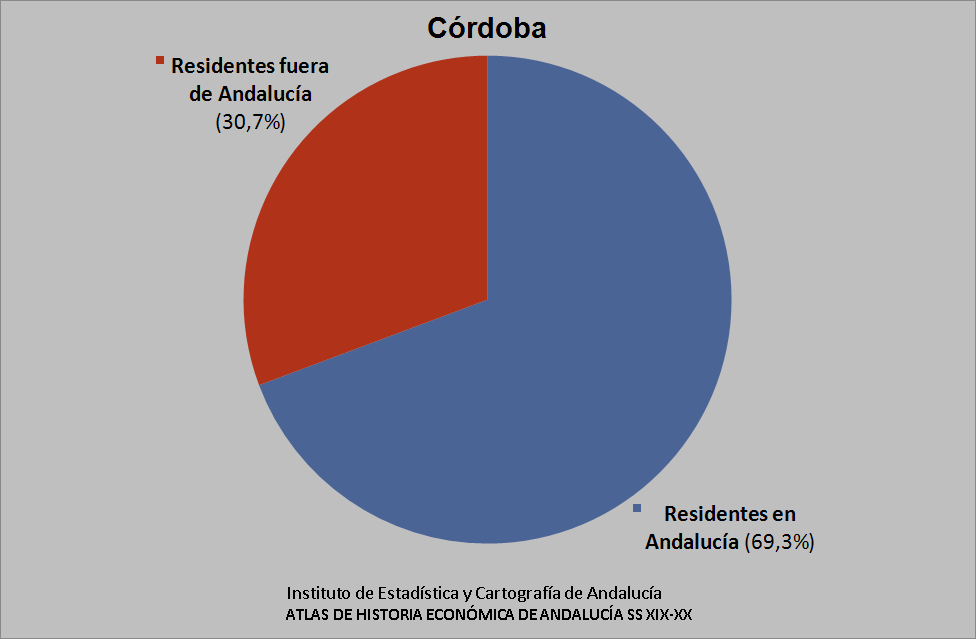 Córdoba
Residentes fuera
de Andalucía
(30,7%)
Residentes en
Andalucía (69,3%)
Instituto de Estadística y Cartografía de Andalucía
ATLAS DE HISTORIA ECONÓMICA DE ANDALUCÍA SS XIX-XX